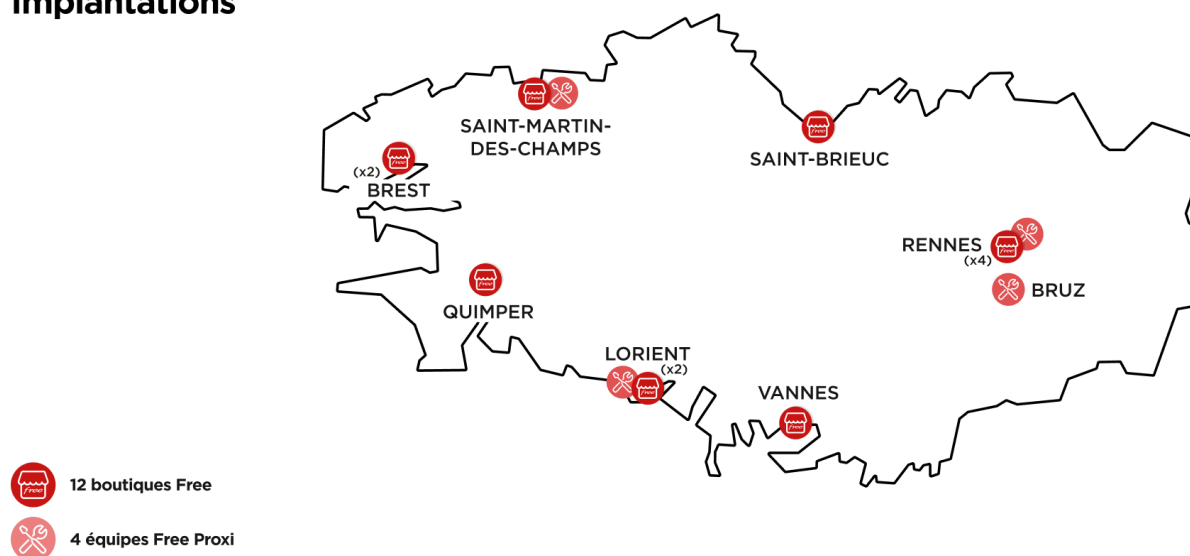 Implantations
SAINT-MARTIN-
DES-CHAMPS
SAINT-BRIEUC
(x2)
BREST
RENNES
(x4)
BRUZ
QUIMPER
LORIENT
(x2)
VANNES
free
12 boutiques Free
4 équipes Free Proxi